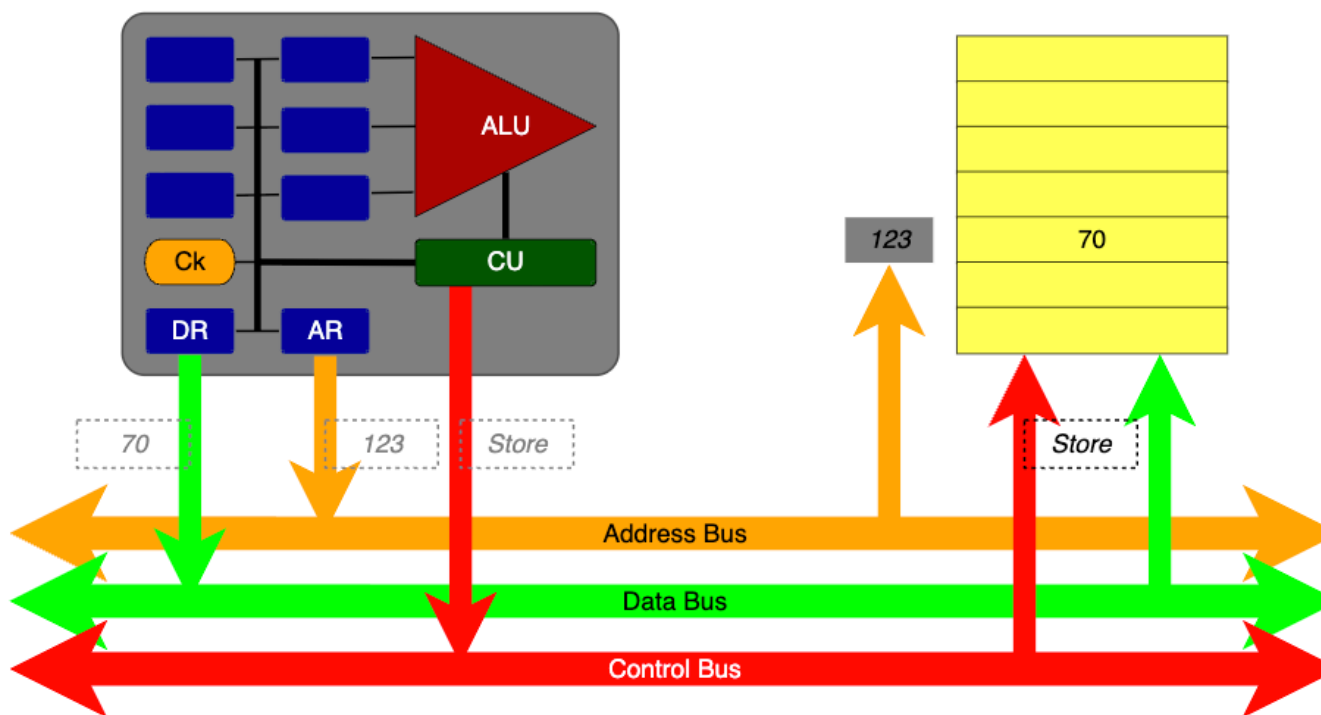 ALU
123
70
Ck
CU
DR
AR
70
123
Store
Store
Address Bus
Data Bus
Control Bus